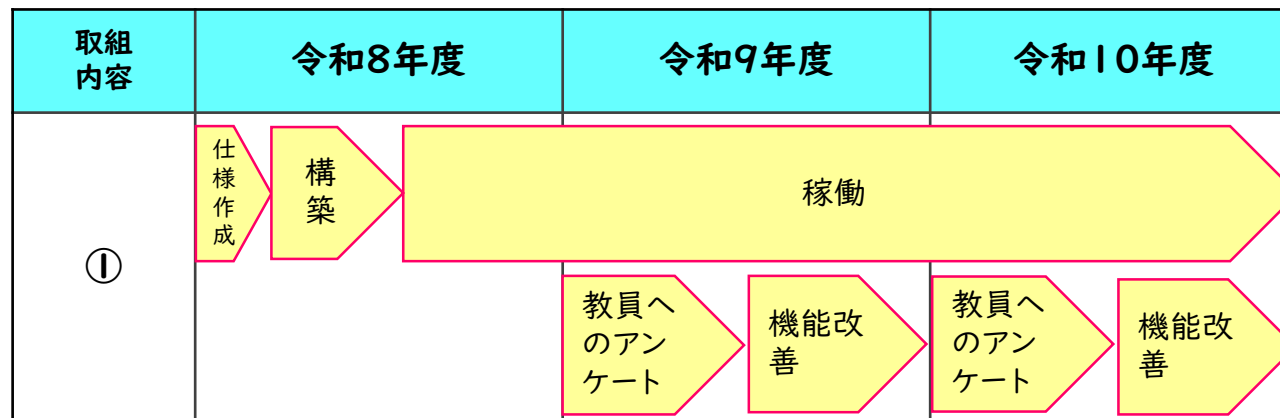 取組
内容
令和8年度
令和9年度
令和10年度
①
仕様作成
構築
稼働
教員へ
のアン
ケート
機能改
善
教員へ
のアン
ケート
機能改
善